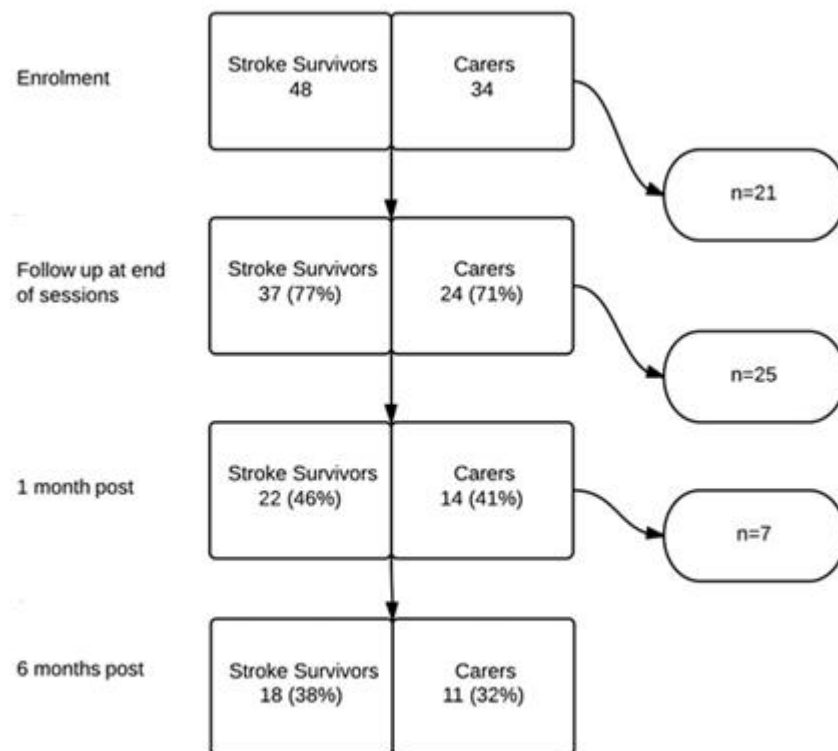 Enrolment
Stroke Survivors
48
Carers
34
n=21
Follow up at end
of sessions
Stroke Survivors
37 (77%)
Carers
24 (71%)
n=25
1 month post
Stroke Survivors
22 (46%)
Carers
14 (41%)
n=7
6 months post
Stroke Survivors
18 (38%)
Carers
11 (32%)